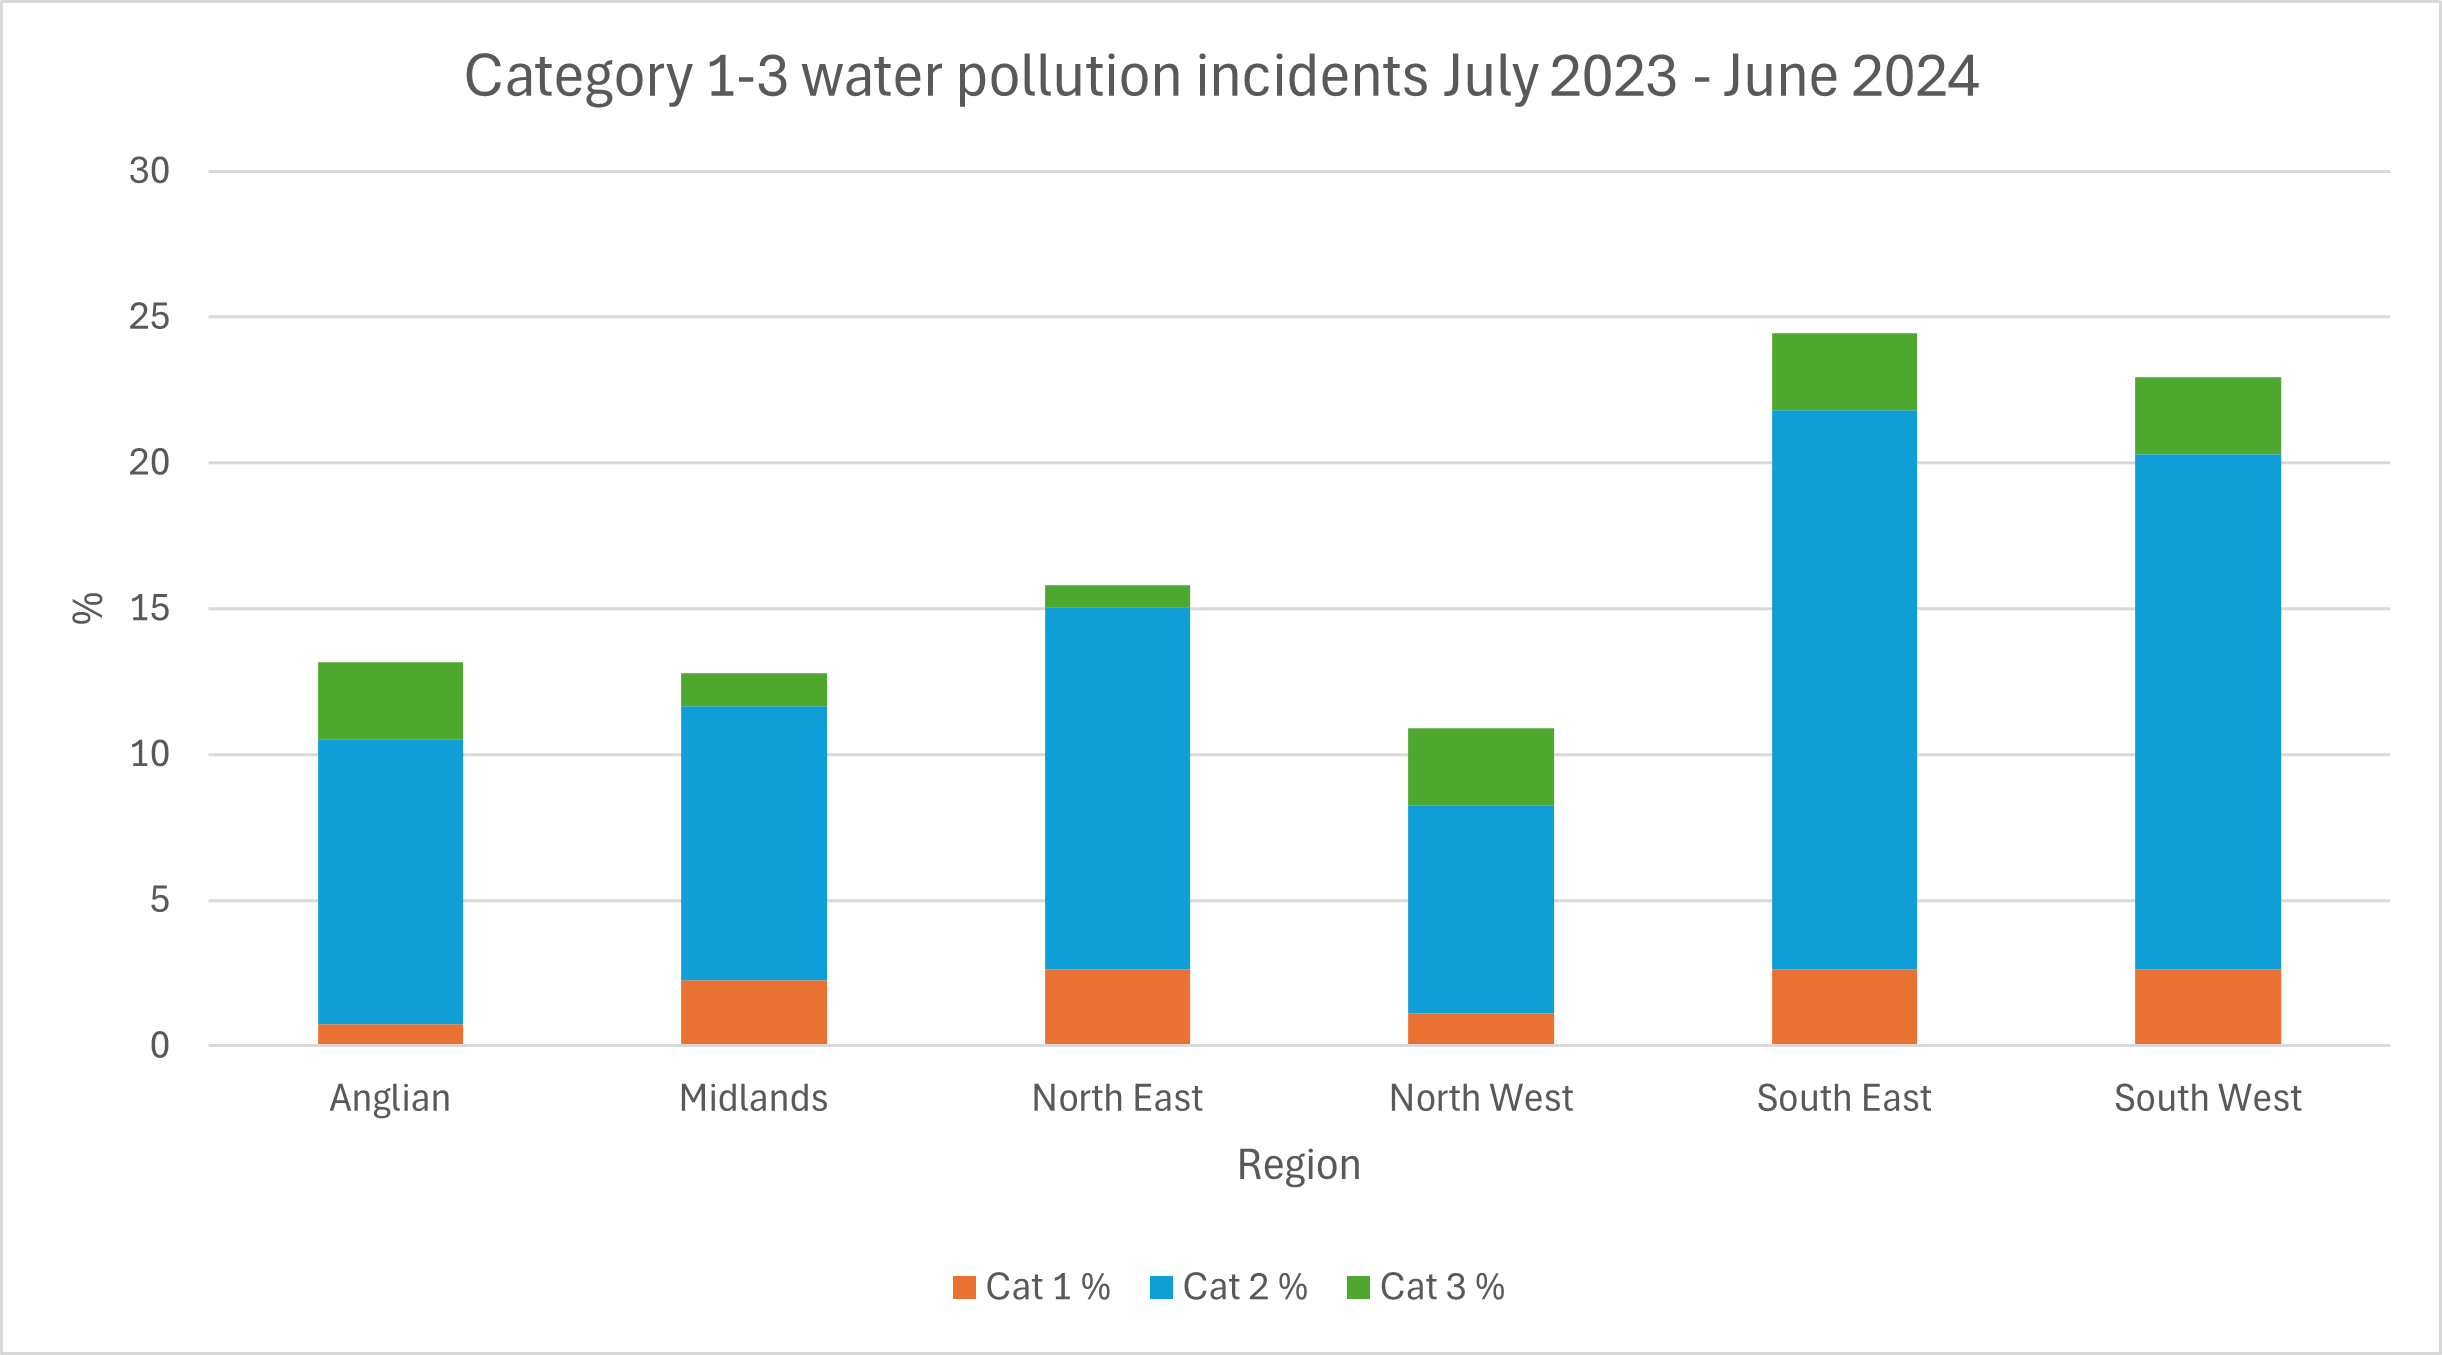 Category 1-3 water pollution incidents July 2023 - June 2024
30
25
20
15
10
5
0
%
Anglian Midlands North East North West South East South West
Region
Cat 1 % Cat 2 % Cat 3 %